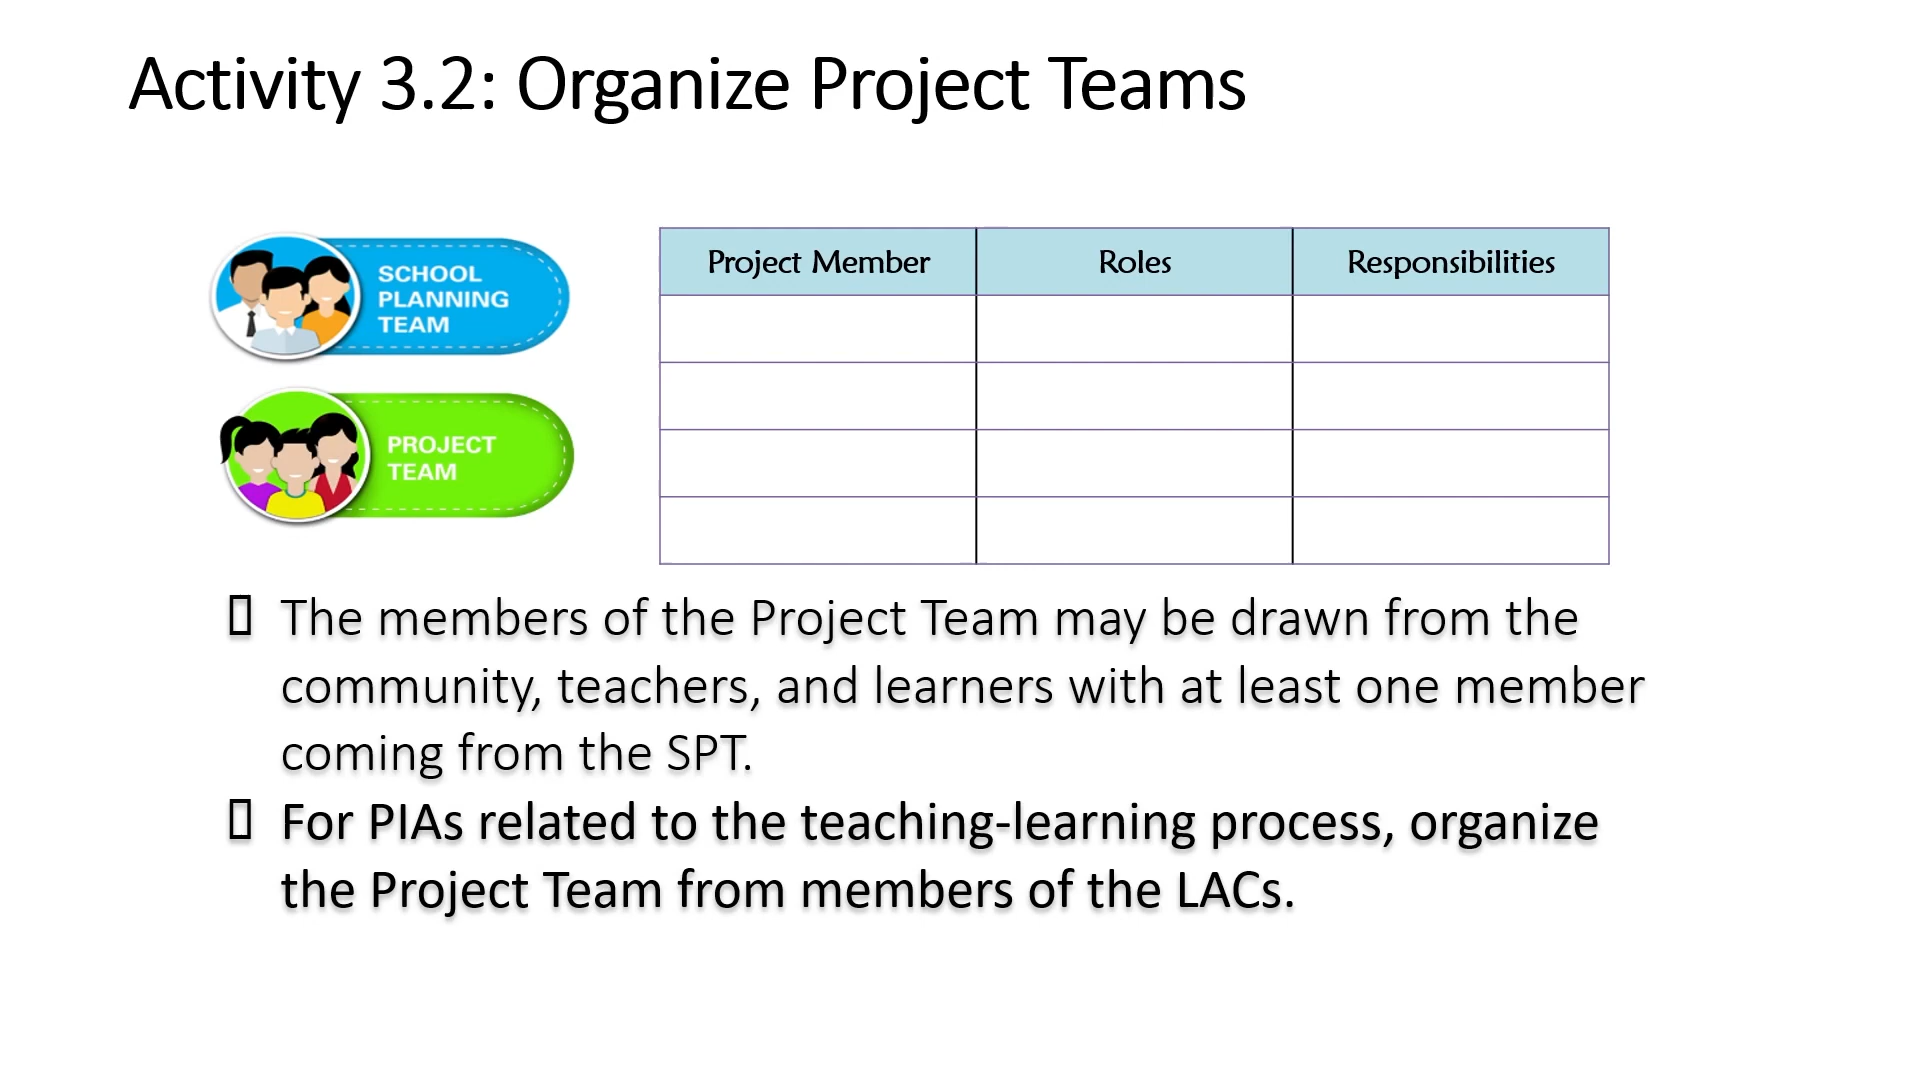 Activity 3.2: Organize Project Teams
SCHOOL
PLANNING
TEAM
PROJECT
TEAM
Project Member Roles Responsibilities
The members of the Project Team may be drawn from the
community, teachers, and learners with at least one member
coming from the SPT.
For PIAs related to the teaching-learning process, organize
the Project Team from members of the LACs.